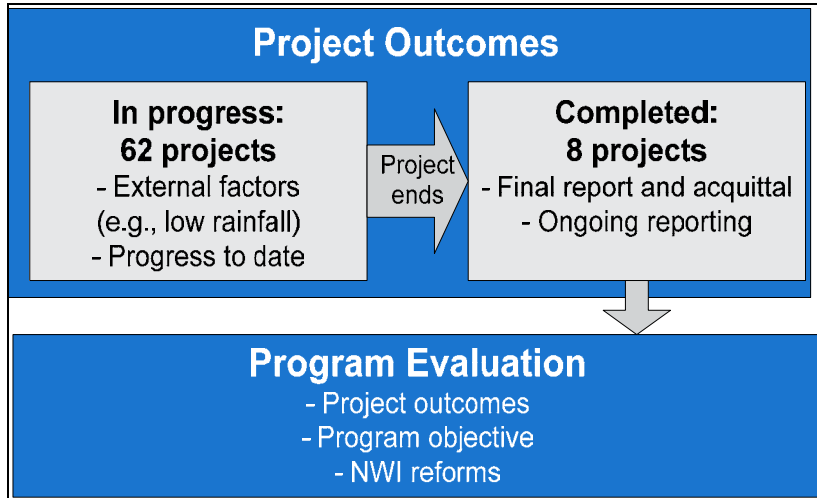 Project Outcomes
In progress:
62 projects
- External factors
(e.g., low rainfall)
- Progress to date
Project
ends
Completed:
8 projects
- Final report and acquittal
- Ongoing reporting
Program Evaluation
- Project outcomes
- Program objective
- NWI reforms